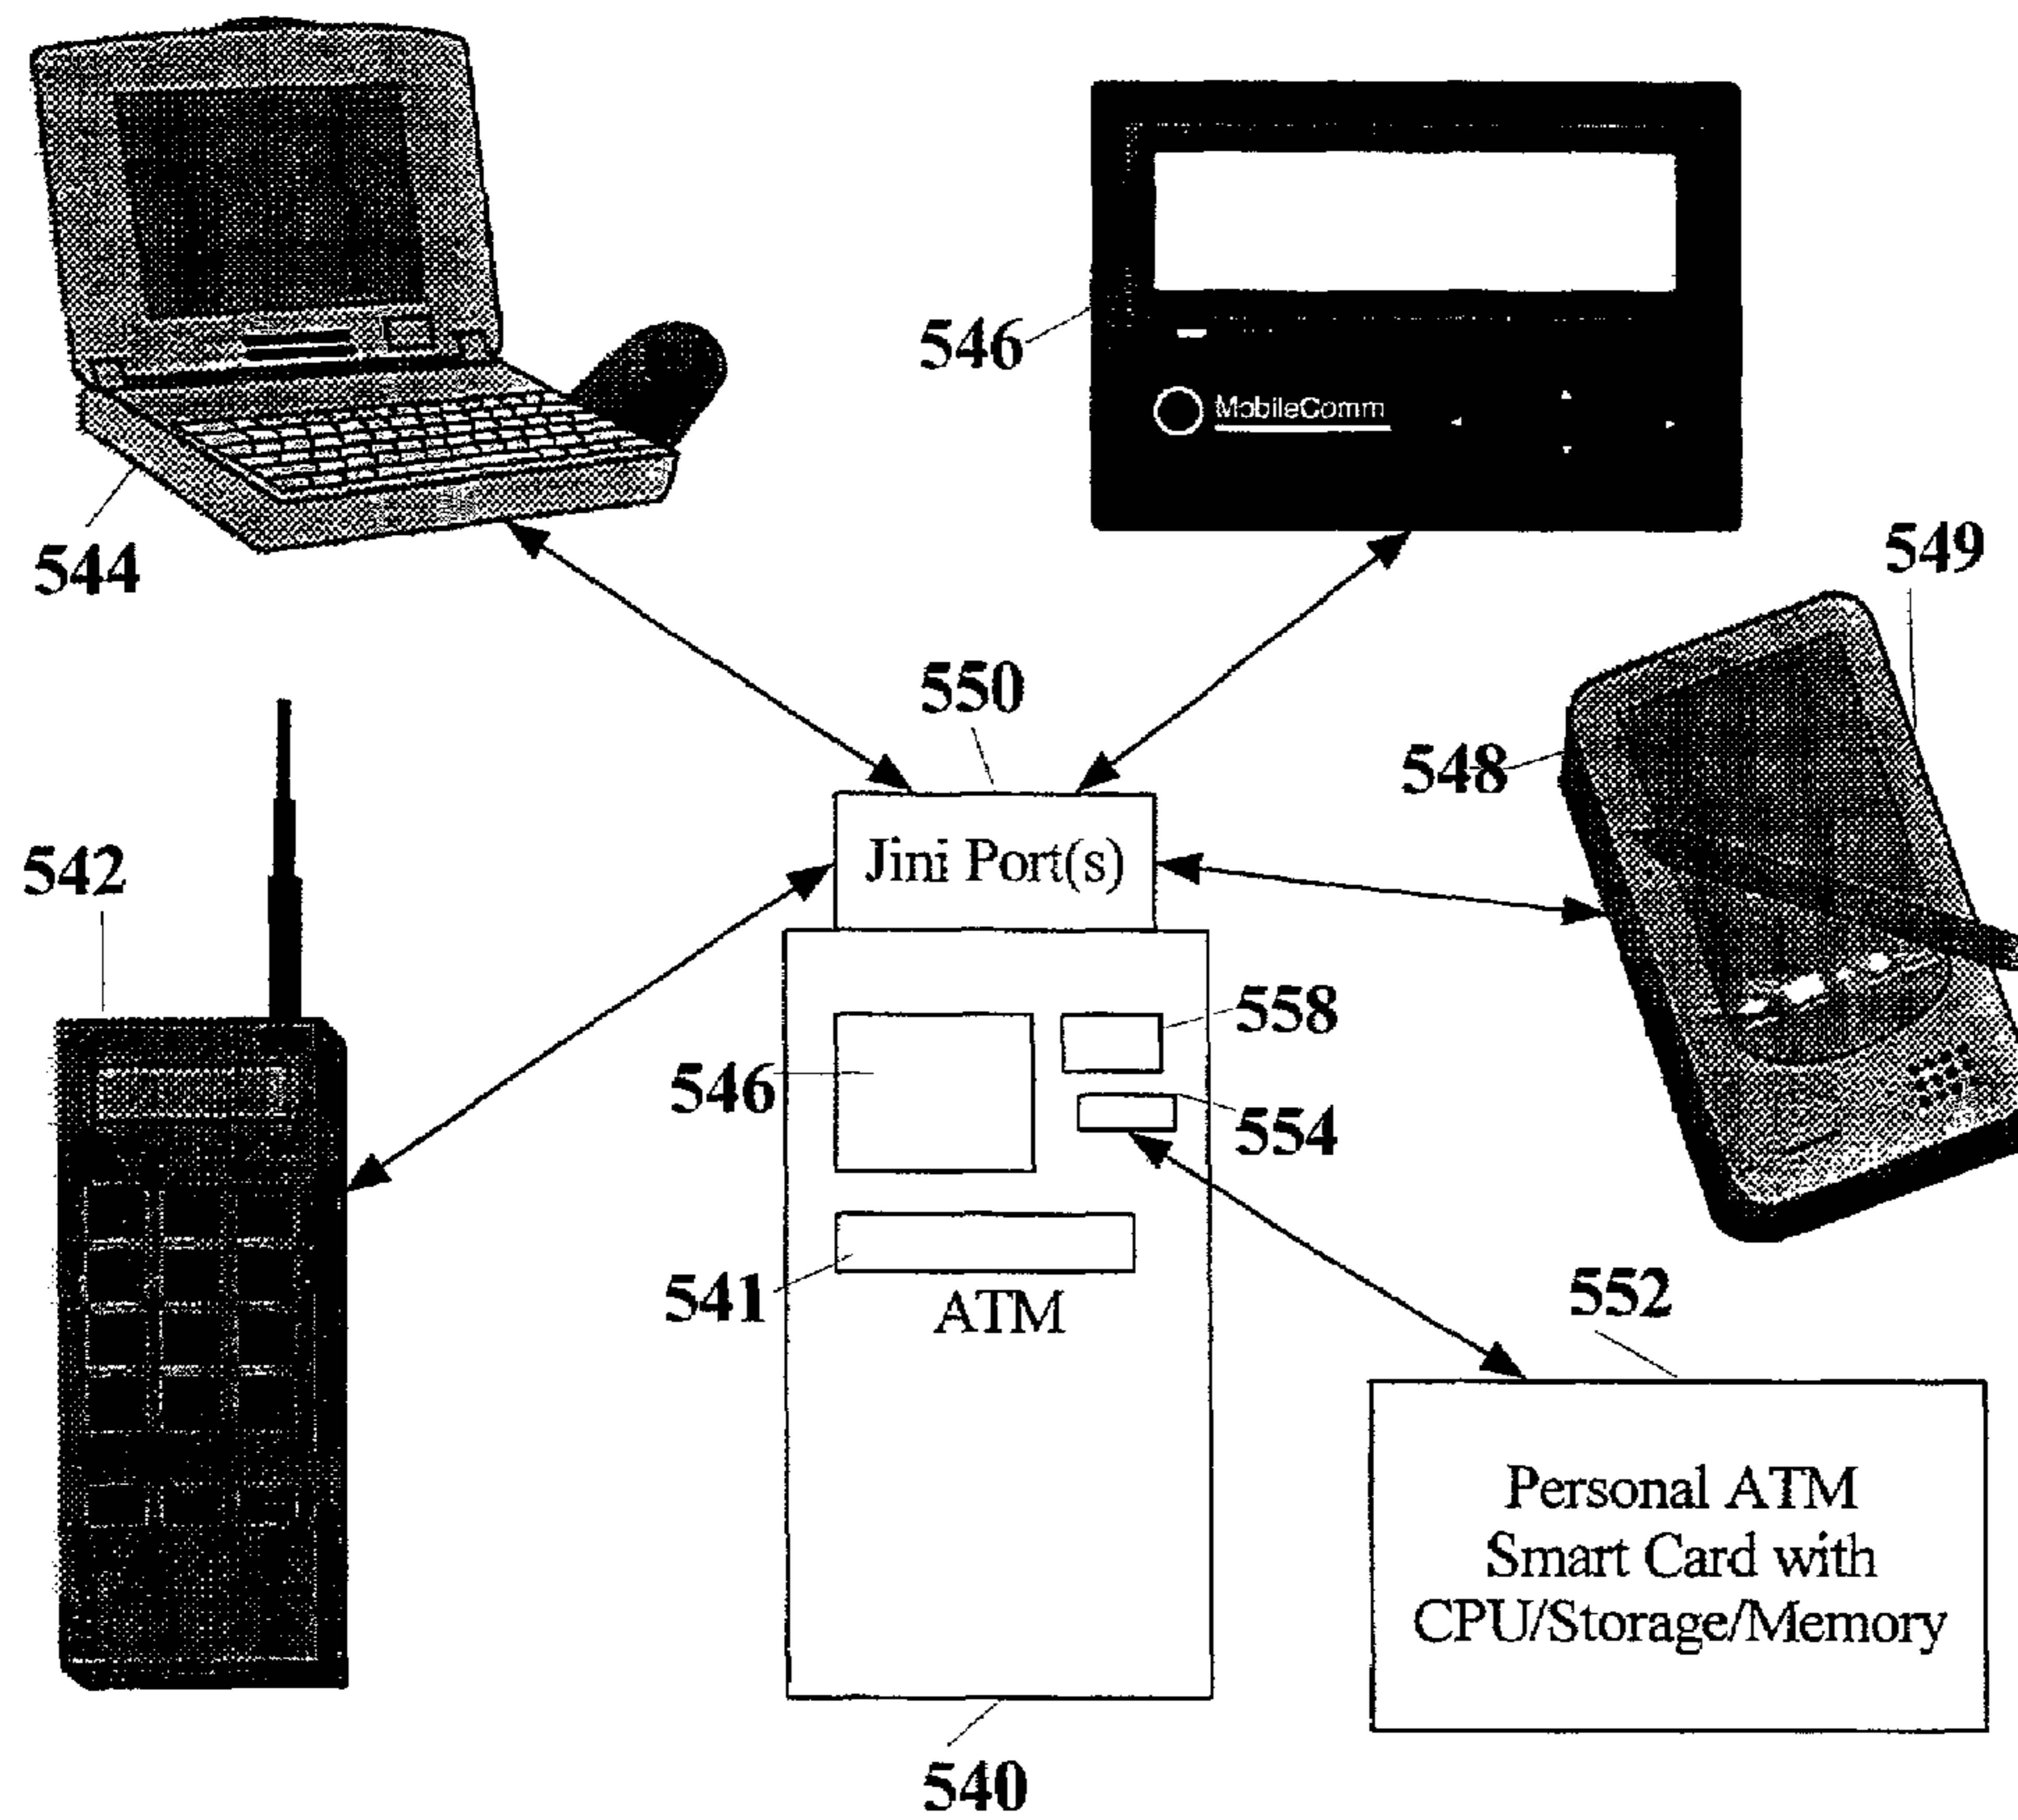 546
MobileComm
544
549
550
548
Jini Port(s)
542
558
546
554
541
ATM
552
Personal ATM
Smart Card with
CPU/Storage/Memory
540